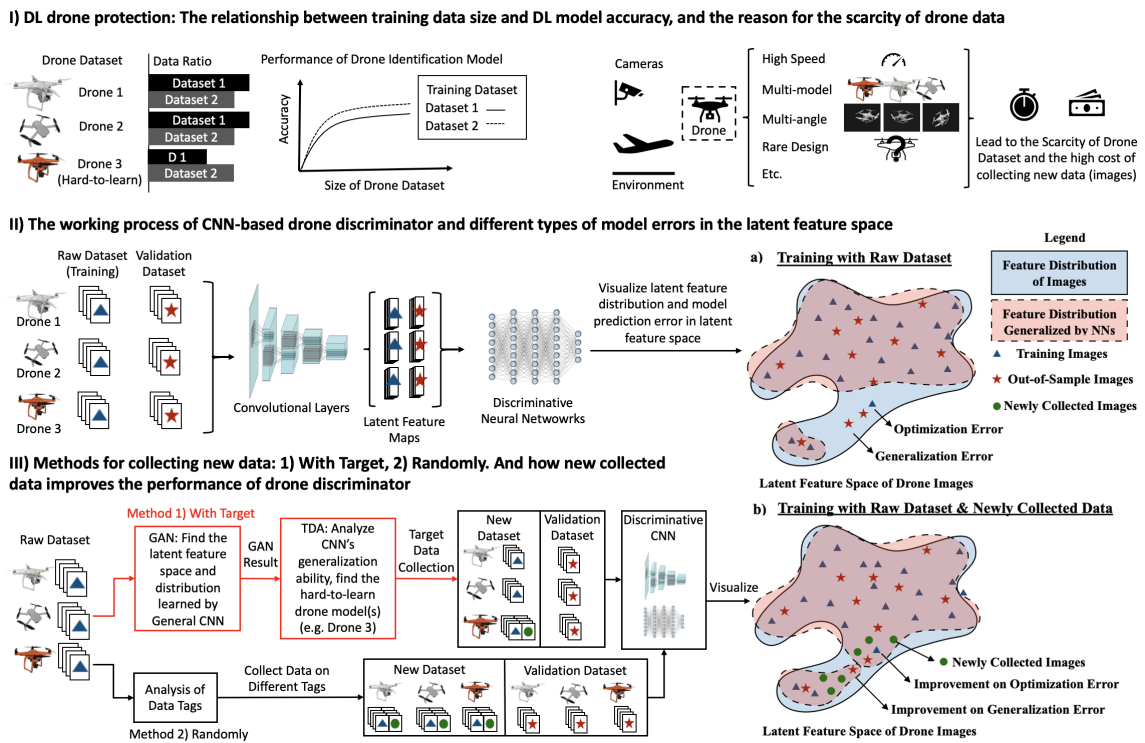 I) DL drone protection: The relationship between training data size and DL model accuracy, and the reason for the scarcity of drone data
Drone Dataset
Data Ratio
Drone 1
Dataset 1
Dataset 2
Drone 2
Dataset 1
Dataset 2
Drone 3
(Hard-to-learn)
D 1
Dataset 2
Performance of Drone Identification Model
Accuracy
Training Dataset
Dataset 1
Dataset 2
Size of Drone Dataset
Cameras
Environment
Drone
High Speed
Multi-model
Multi-angle
Rare Design
Etc.
?
Lead to the Scarcity of Drone
Dataset and the high cost of
collecting new data (images)
II) The working process of CNN-based drone discriminator and different types of model errors in the latent feature space
Raw Dataset
(Training)
Validation
Dataset
Drone 1
Drone 2
Drone 3
Convolutional Layers
Latent Feature
Maps
Discriminative
Neural Netwowrks
Visualize latent feature
distribution and model
prediction error in latent
feature space
a) Training with Raw Dataset
Optimization Error
Generalization Error
Latent Feature Space of Drone Images
Legend
Feature Distribution
of Images
Feature Distribution
Generalized by NNs
Training Images
Out-of-Sample Images
Newly Collected Images
III) Methods for collecting new data: 1) With Target, 2) Randomly. And how new collected
data improves the performance of drone discriminator
Raw Dataset
Method 1) With Target
GAN: Find the
latent feature
space and
distribution
learned by
General CNN
GAN
Result
TDA: Analyze
CNN's
generalization
ability, find the
hard-to-learn
drone model(s)
(e.g. Drone 3)
Target
Data
Collection
New
Dataset
Validation
Dataset
Discriminative
CNN
Visualize
Analysis of
Data Tags
Method 2) Randomly
Collect Data on
Different Tags
New Dataset
Validation Dataset
b) Training with Raw Dataset & Newly Collected Data
Newly Collected Images
Improvement on Optimization Error
Improvement on Generalization Error
Latent Feature Space of Drone Images